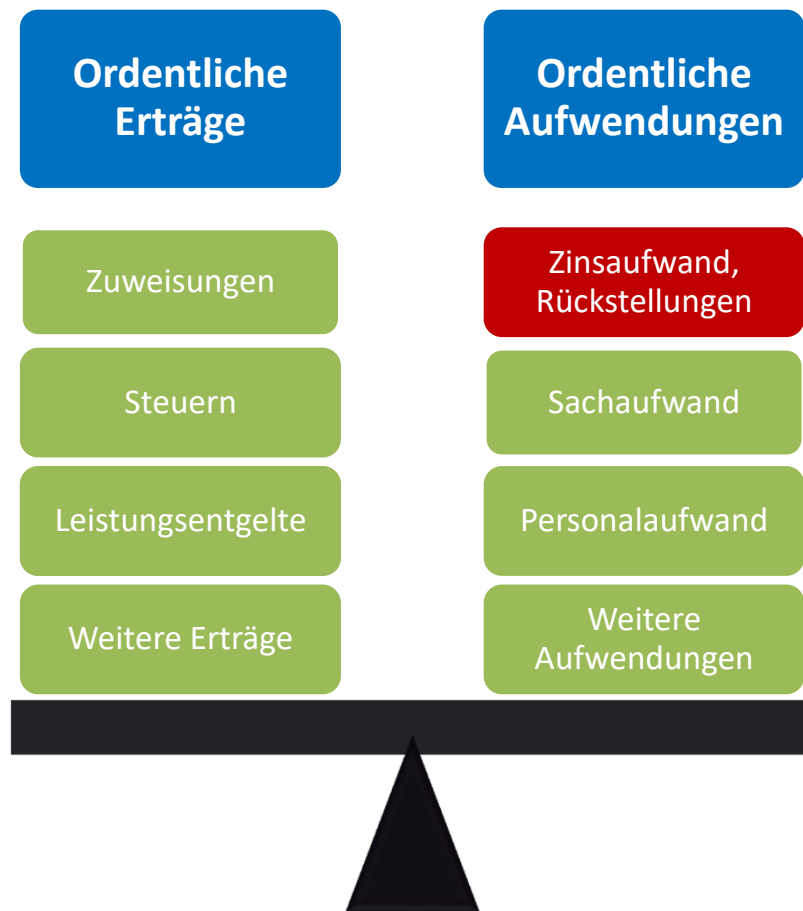 Ordentliche
Erträge
Ordentliche
Aufwendungen
Zuweisungen
Zinsaufwand,
Rückstellungen
Steuern
Sachaufwand
Leistungsentgelte
Personalaufwand
Weitere Erträge
Weitere
Aufwendungen